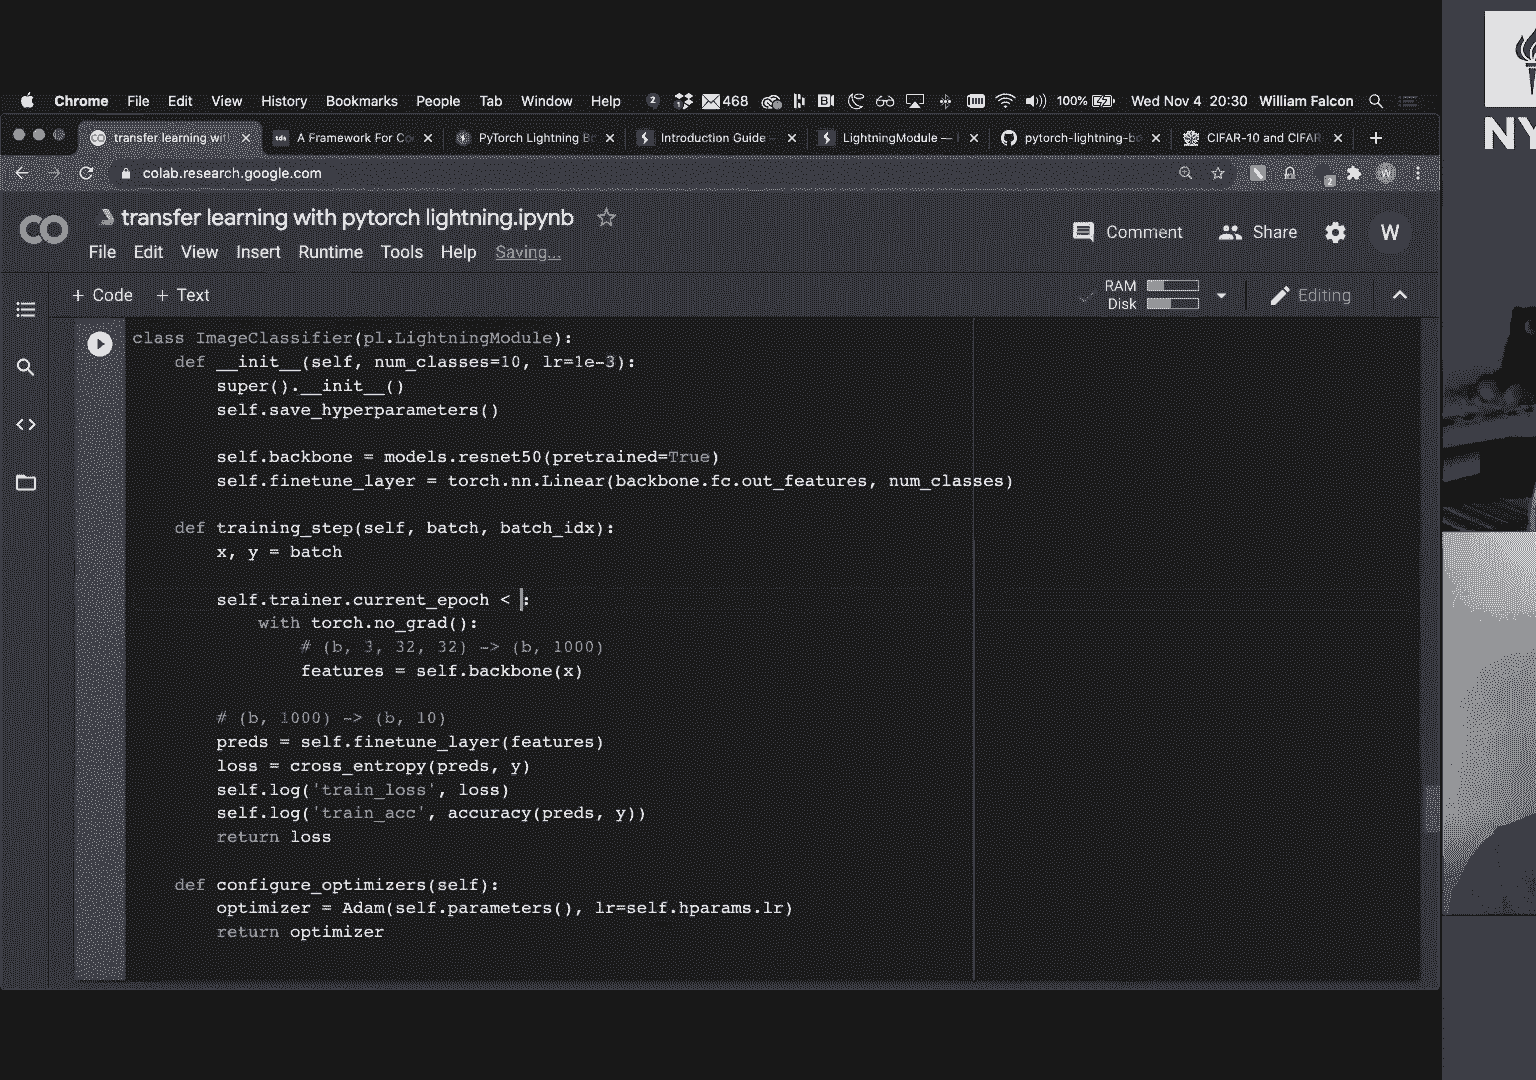 Chrome File Edit View History Bookmarks People Tab Window Help 2 468 100% Wed Nov 4 20:30 William Falcon
transfer learning wit A Framework For Co PyTorch Lightning B Introduction Guide — LightningModule — pytorch-lightning-bo CIFAR-10 and CIFAR
colab.research.google.com 2 W
transfer learning with pytorch lightning.ipynb
File Edit View Insert Runtime Tools Help Saving...
Comment Share W
+ Code + Text RAM Disk Editing
class ImageClassifier(pl.LightningModule):
def __init__(self, num_classes=10, lr=1e-3):
super().__init__()
self.save_hyperparameters()
self.backbone = models.resnet50(pretrained=True)
self.finetune_layer = torch.nn.Linear(backbone.fc.out_features, num_classes)
def training_step(self, batch, batch_idx):
x, y = batch
self.trainer.current_epoch < :
with torch.no_grad():
# (b, 3, 32, 32) -> (b, 1000)
features = self.backbone(x)
# (b, 1000) -> (b, 10)
preds = self.finetune_layer(features)
loss = cross_entropy(preds, y)
self.log('train_loss', loss)
self.log('train_acc', accuracy(preds, y))
return loss
def configure_optimizers(self):
optimizer = Adam(self.parameters(), lr=self.hparams.lr)
return optimizer
NY